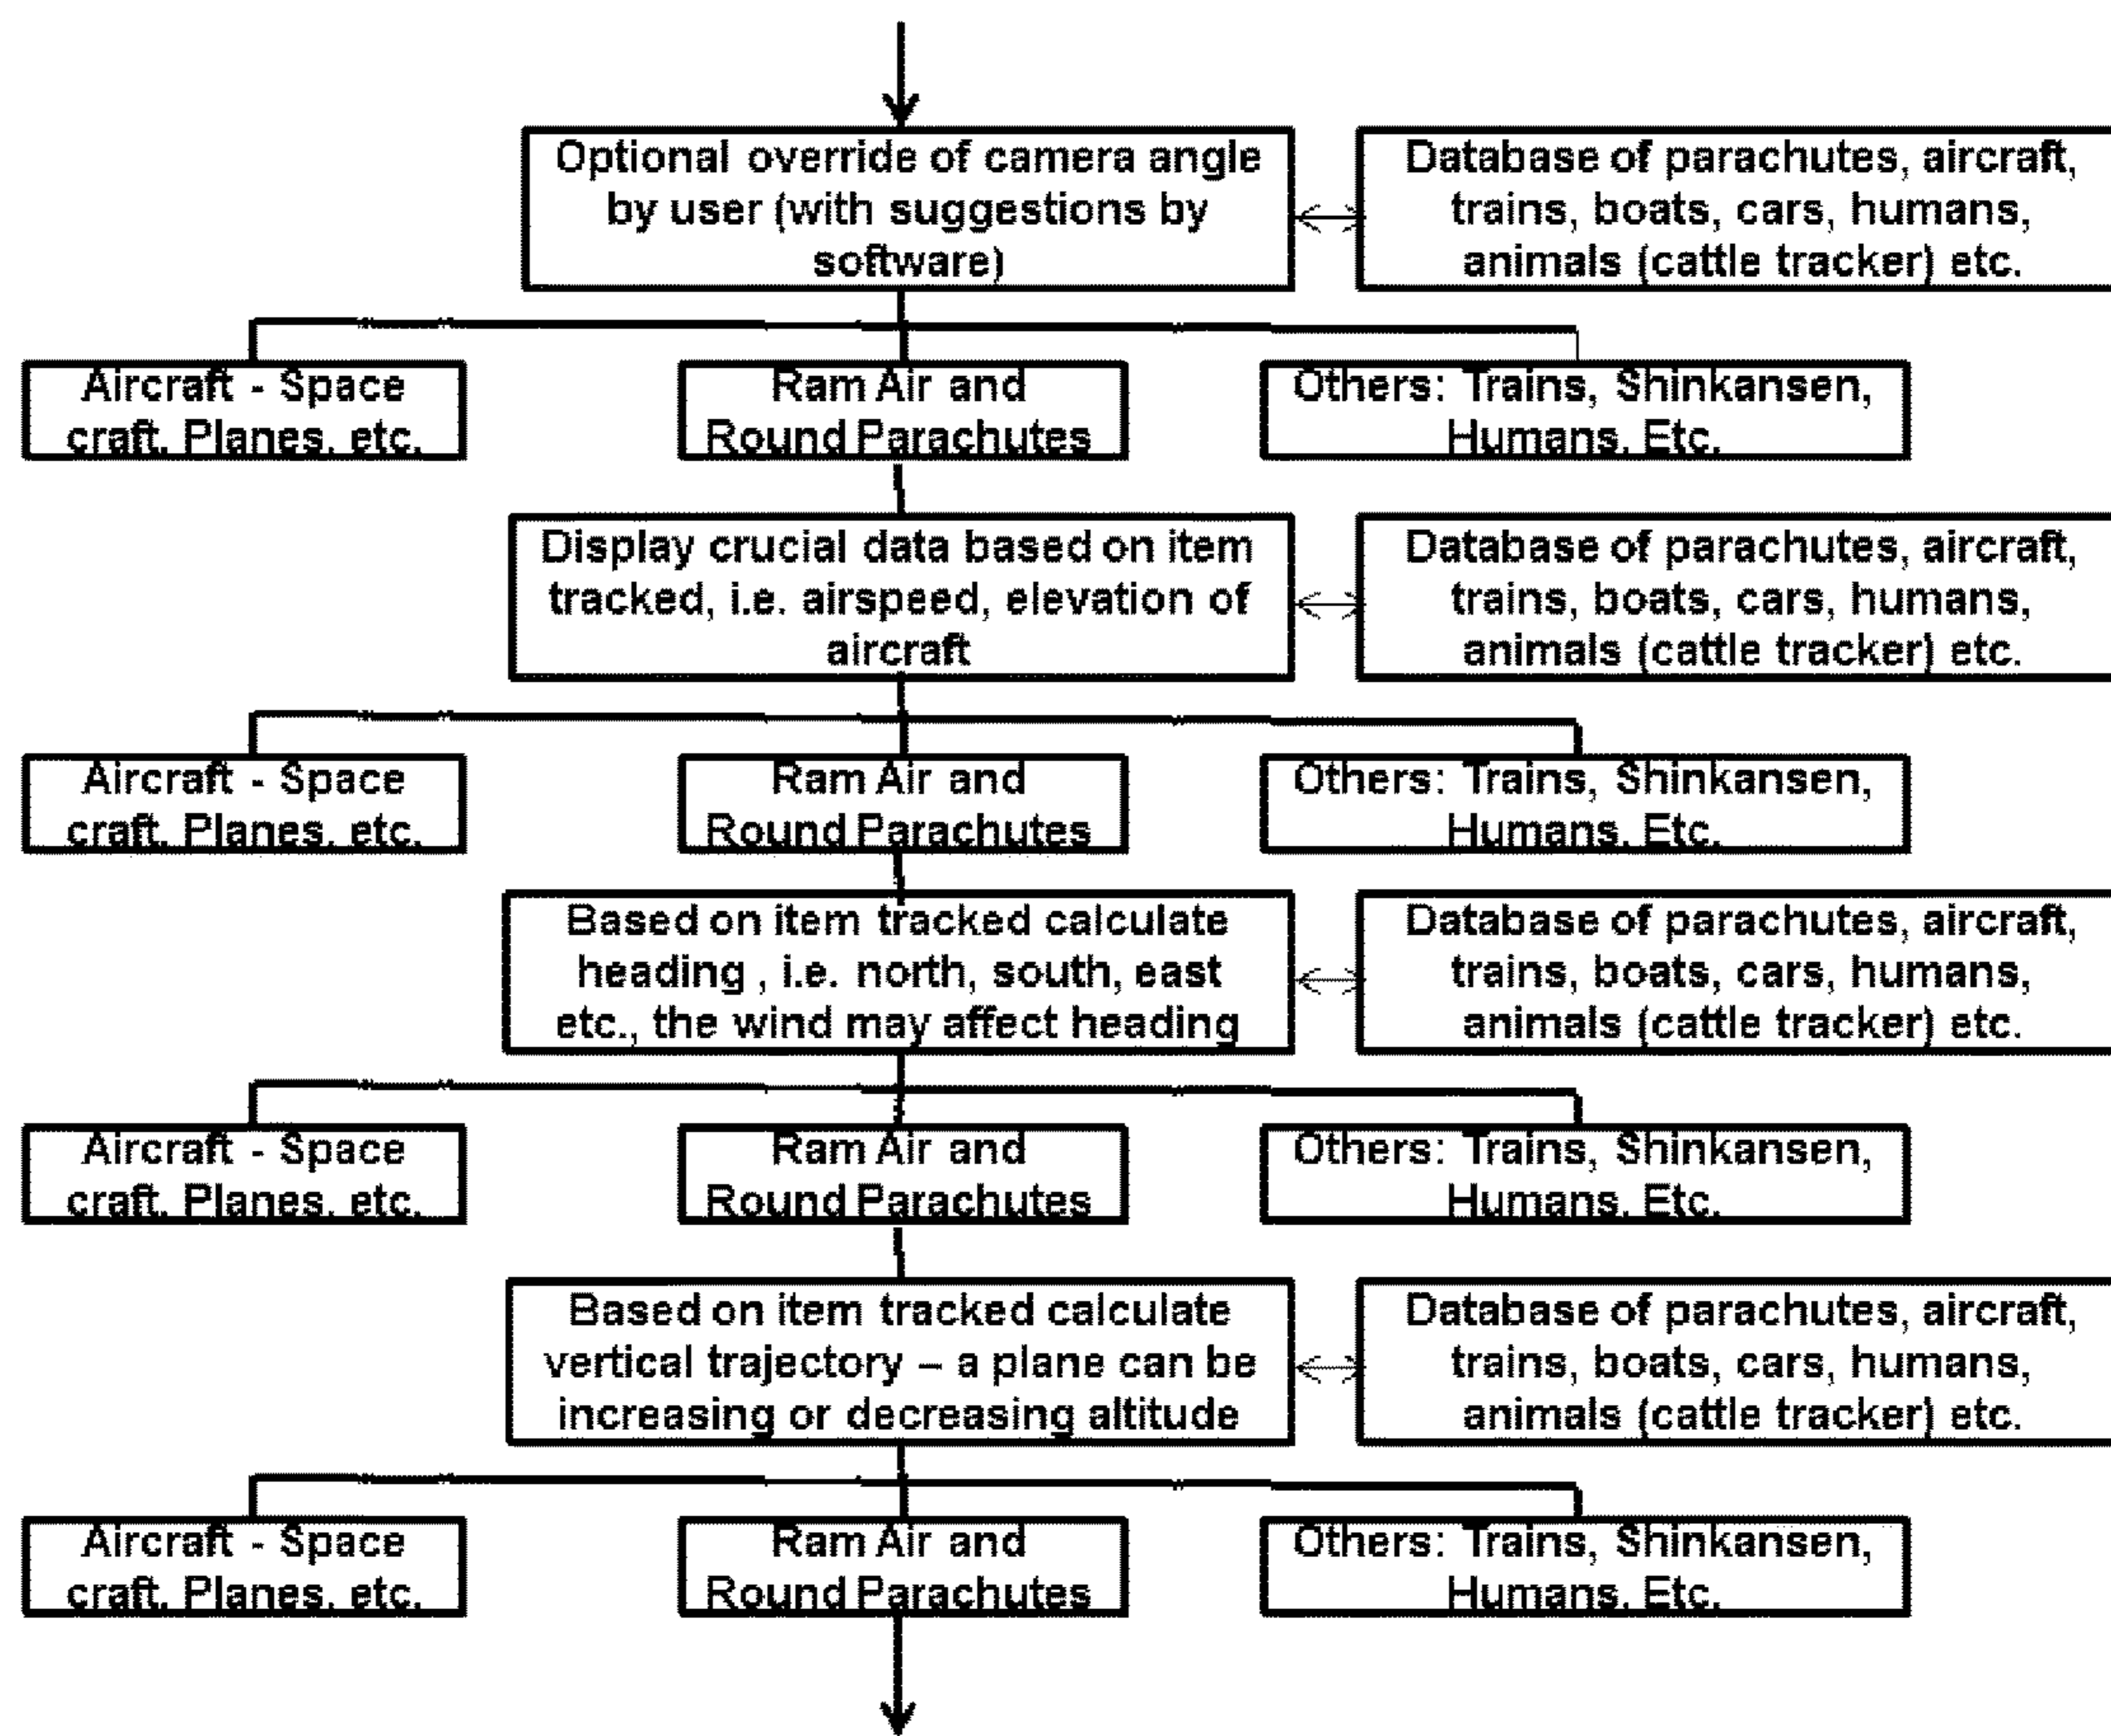 Optional override of camera angle
by user (with suggestions by
software)
Database of parachutes, aircraft,
trains, boats, cars, humans,
animals (cattle tracker) etc.
Aircraft - Space
craft, Planes, etc.
Ram Air and
Round Parachutes
Others: Trains, Shinkansen,
Humans, Etc.
Display crucial data based on item
tracked, i.e. airspeed, elevation of
aircraft
Database of parachutes, aircraft,
trains, boats, cars, humans,
animals (cattle tracker) etc.
Aircraft - Space
craft, Planes, etc.
Ram Air and
Round Parachutes
Others: Trains, Shinkansen,
Humans, Etc.
Based on item tracked calculate
heading , i.e. north, south, east
etc., the wind may affect heading
Database of parachutes, aircraft,
trains, boats, cars, humans,
animals (cattle tracker) etc.
Aircraft - Space
craft, Planes, etc.
Ram Air and
Round Parachutes
Others: Trains, Shinkansen,
Humans, Etc.
Based on item tracked calculate
vertical trajectory – a plane can be
increasing or decreasing altitude
Database of parachutes, aircraft,
trains, boats, cars, humans,
animals (cattle tracker) etc.
Aircraft - Space
craft, Planes, etc.
Ram Air and
Round Parachutes
Others: Trains, Shinkansen,
Humans, Etc.